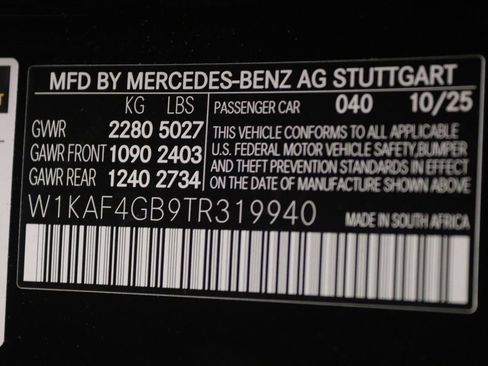 MFD BY MERCEDES-BENZ AG STUTTGART
KG LBS PASSENGER CAR 040 10/25
GVWR 2280 5027
GAWR FRONT 1090 2403
GAWR REAR 1240 2734
THIS VEHICLE CONFORMS TO ALL APPLICABLE
U.S. FEDERAL MOTOR VEHICLE SAFETY, BUMPER
AND THEFT PREVENTION STANDARDS IN EFFECT
ON THE DATE OF MANUFACTURE SHOWN ABOVE
W1KAF4GB9TR319940 MADE IN SOUTH AFRICA